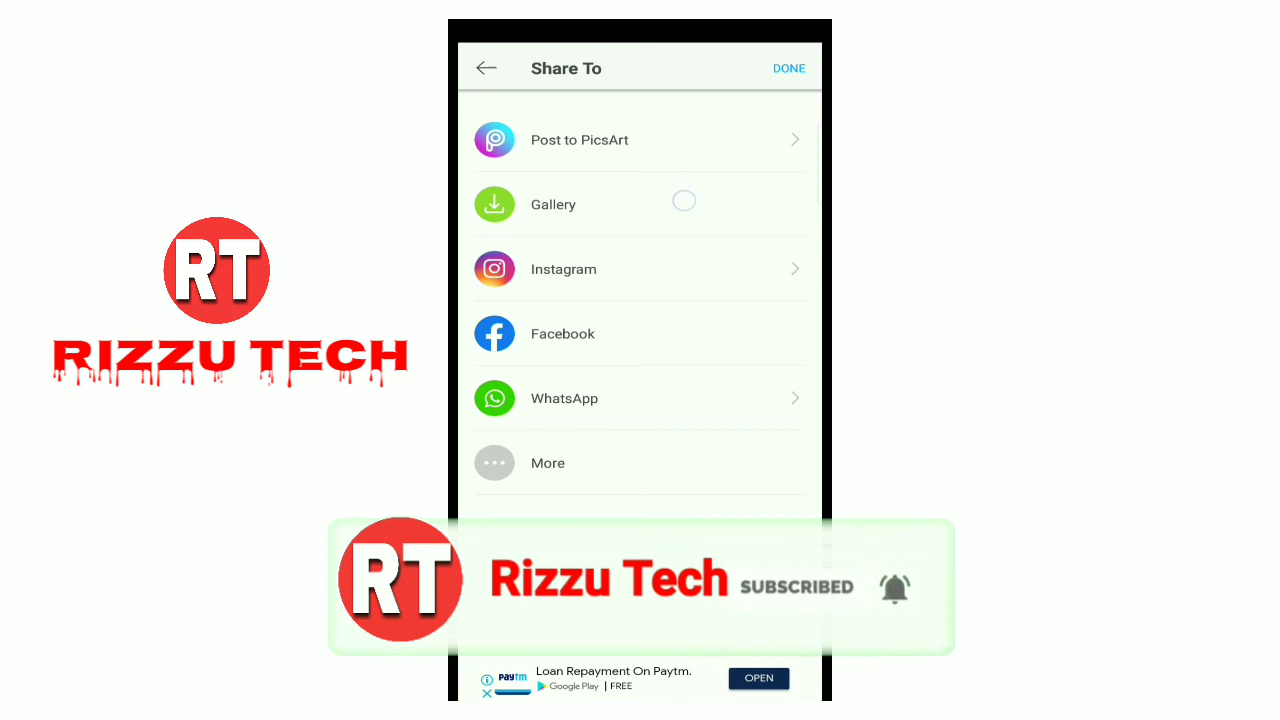 Share To
DONE
Post to PicsArt
Gallery
Instagram
Facebook
WhatsApp
More
RT
RIZZU TECH
RT
Rizzu Tech SUBSCRIBED
Loan Repayment On Paytm.
paytm
Google Play | FREE
OPEN